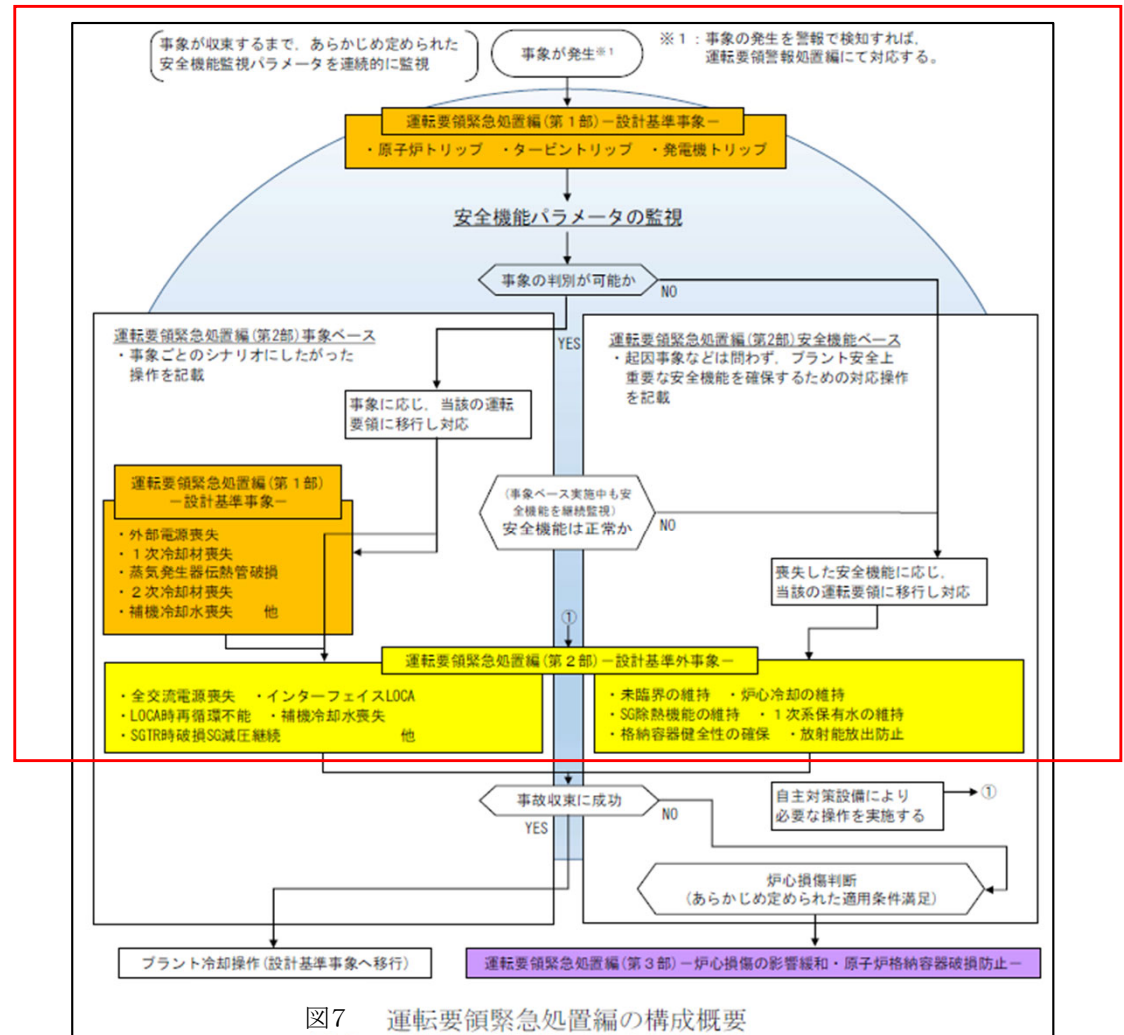 事象が収束するまで，あらかじめ定められた
安全機能監視パラメータを連続的に監視
事象が発生※1
※1：事象の発生を警報で検知すれば，
運転要領警報処置編にて対応する。
運転要領緊急処置編(第１部)－設計基準事象－
・原子炉トリップ　・タービントリップ　・発電機トリップ
安全機能パラメータの監視
事象の判別が可能か
NO
YES
運転要領緊急処置編(第2部)事象ベース
・事象ごとのシナリオにしたがった
操作を記載
事象に応じ，当該の運転
要領に移行し対応
運転要領緊急処置編(第2部)安全機能ベース
・起因事象などは問わず，プラント安全上
重要な安全機能を確保するための対応操作
を記載
運転要領緊急処置編(第１部)
－設計基準事象－
・外部電源喪失
・１次冷却材喪失
・蒸気発生器伝熱管破損
・２次冷却材喪失
・補機冷却水喪失　　他
(事象ベース実施中も安
全機能を継続監視)
安全機能は正常か
NO
喪失した安全機能に応じ，
当該の運転要領に移行し対応
①
運転要領緊急処置編(第２部)－設計基準外事象－
・全交流電源喪失　・インターフェイスLOCA
・LOCA時再循環不能　・補機冷却水喪失
・SGTR時破損SG減圧継続　　　　他
・未臨界の維持　・炉心冷却の維持
・SG除熱機能の維持　・１次系保有水の維持
・格納容器健全性の確保　・放射能放出防止
事故収束に成功
NO
YES
自主対策設備により
必要な操作を実施する
①
炉心損傷判断
(あらかじめ定められた適用条件満足)
プラント冷却操作(設計基準事象へ移行)
運転要領緊急処置編(第３部)－炉心損傷の影響緩和・原子炉格納容器破損防止－
図7　運転要領緊急処置編の構成概要